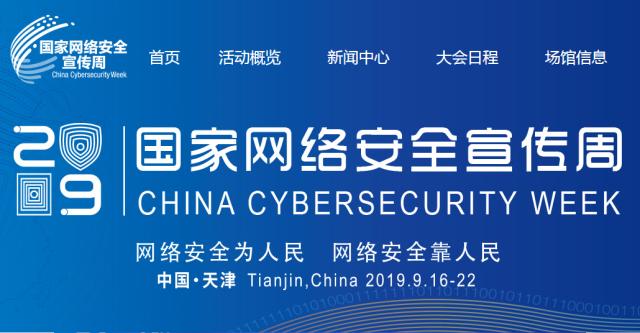 国家网络安全
宣传周
China Cybersecurity Week
首页 活动概览 新闻中心 大会日程 场馆信息
2019 国家网络安全宣传周
CHINA CYBERSECURITY WEEK
网络安全为人民 网络安全靠人民
中国·天津 Tianjin,China 2019.9.16-22